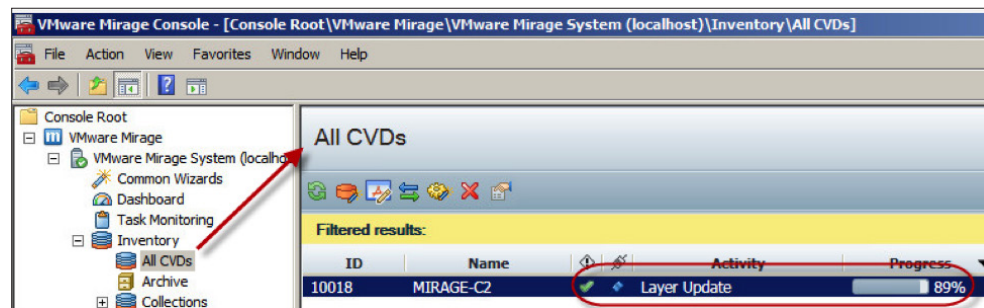 VMware Mirage Console - [Console Root\VMware Mirage\VMware Mirage System (localhost)\Inventory\All CVDs]
File Action View Favorites Window Help
Console Root
VMware Mirage
VMware Mirage System (localho
Common Wizards
Dashboard
Task Monitoring
Inventory
All CVDs
Archive
Collections
All CVDs
Filtered results:
ID Name Activity Progress
10018 MIRAGE-C2 Layer Update 89%